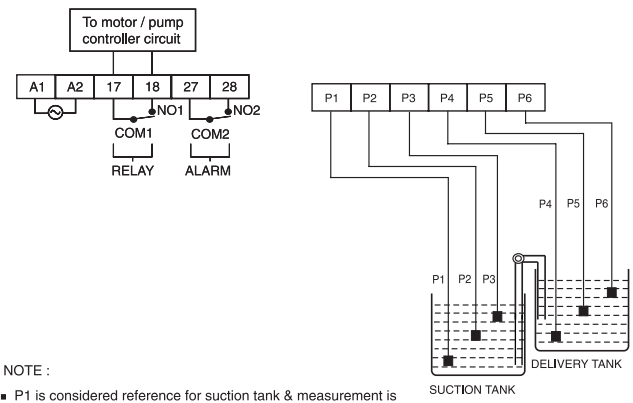 To motor / pump
controller circuit
A1 A2 17 18 27 28
NO1 NO2
COM1 COM2
RELAY ALARM
P1 P2 P3 P4 P5 P6
P4 P5 P6
P1 P2 P3
DELIVERY TANK
SUCTION TANK
NOTE :
▪ P1 is considered reference for suction tank & measurement is